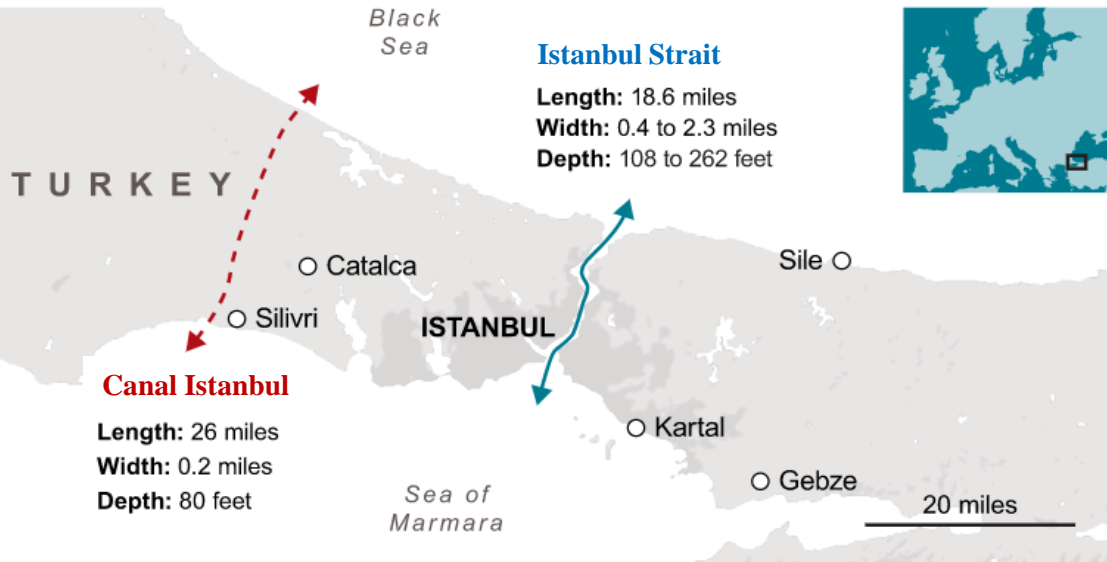 Black
Sea
Istanbul Strait
Length: 18.6 miles
Width: 0.4 to 2.3 miles
Depth: 108 to 262 feet
TURKEY
Catalca
Sile
Silivri
ISTANBUL
Canal Istanbul
Length: 26 miles
Width: 0.2 miles
Depth: 80 feet
Kartal
Gebze
Sea of
Marmara
20 miles